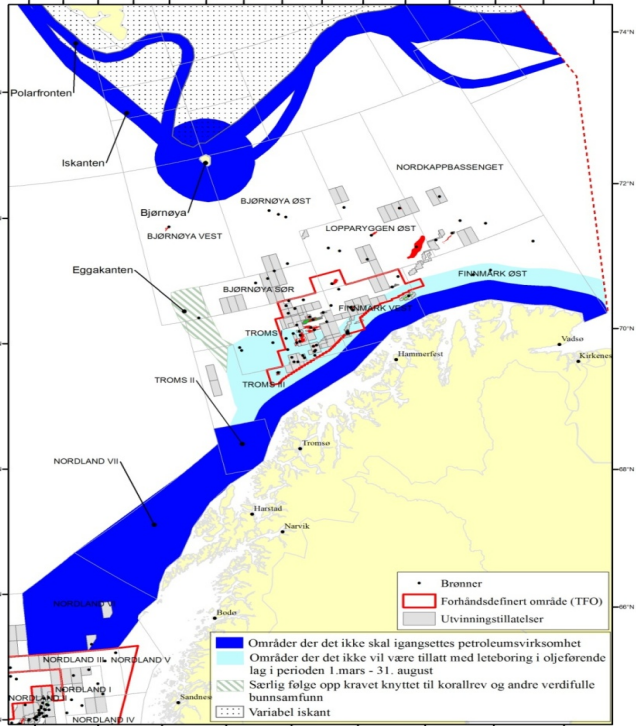 74°N
Polarfronten
Iskanten
72°N
NORDKAPPBASSENGET
Bjørnøya
BJØRNØYA ØST
BJØRNØYA VEST
LOPPARYGGEN ØST
Eggakanten
FINNMARK ØST
BJØRNØYA SØR
FINNMARK VEST
70°N
TROMS I
Vadsø
Hammerfest
Kirkenes
TROMS II
TROMS III
Tromsø
68°N
NORDLAND VII
Harstad
Narvik
Brønner
Forhåndsdefinert område (TFO)
Utvinningstillatelser
66°N
NORDLAND VI
Bodø
Områder der det ikke skal igangsettes petroleumsvirksomhet
Områder der det ikke vil være tillatt med leteboring i oljeførende
lag i perioden 1.mars - 31. august
Særlig følge opp kravet knyttet til korallrev og andre verdifulle
bunnsamfunn
Variabel iskant
NORDLAND III
NORDLAND V
NORDLAND II
NORDLAND I
NORDLAND IV
Sandnes